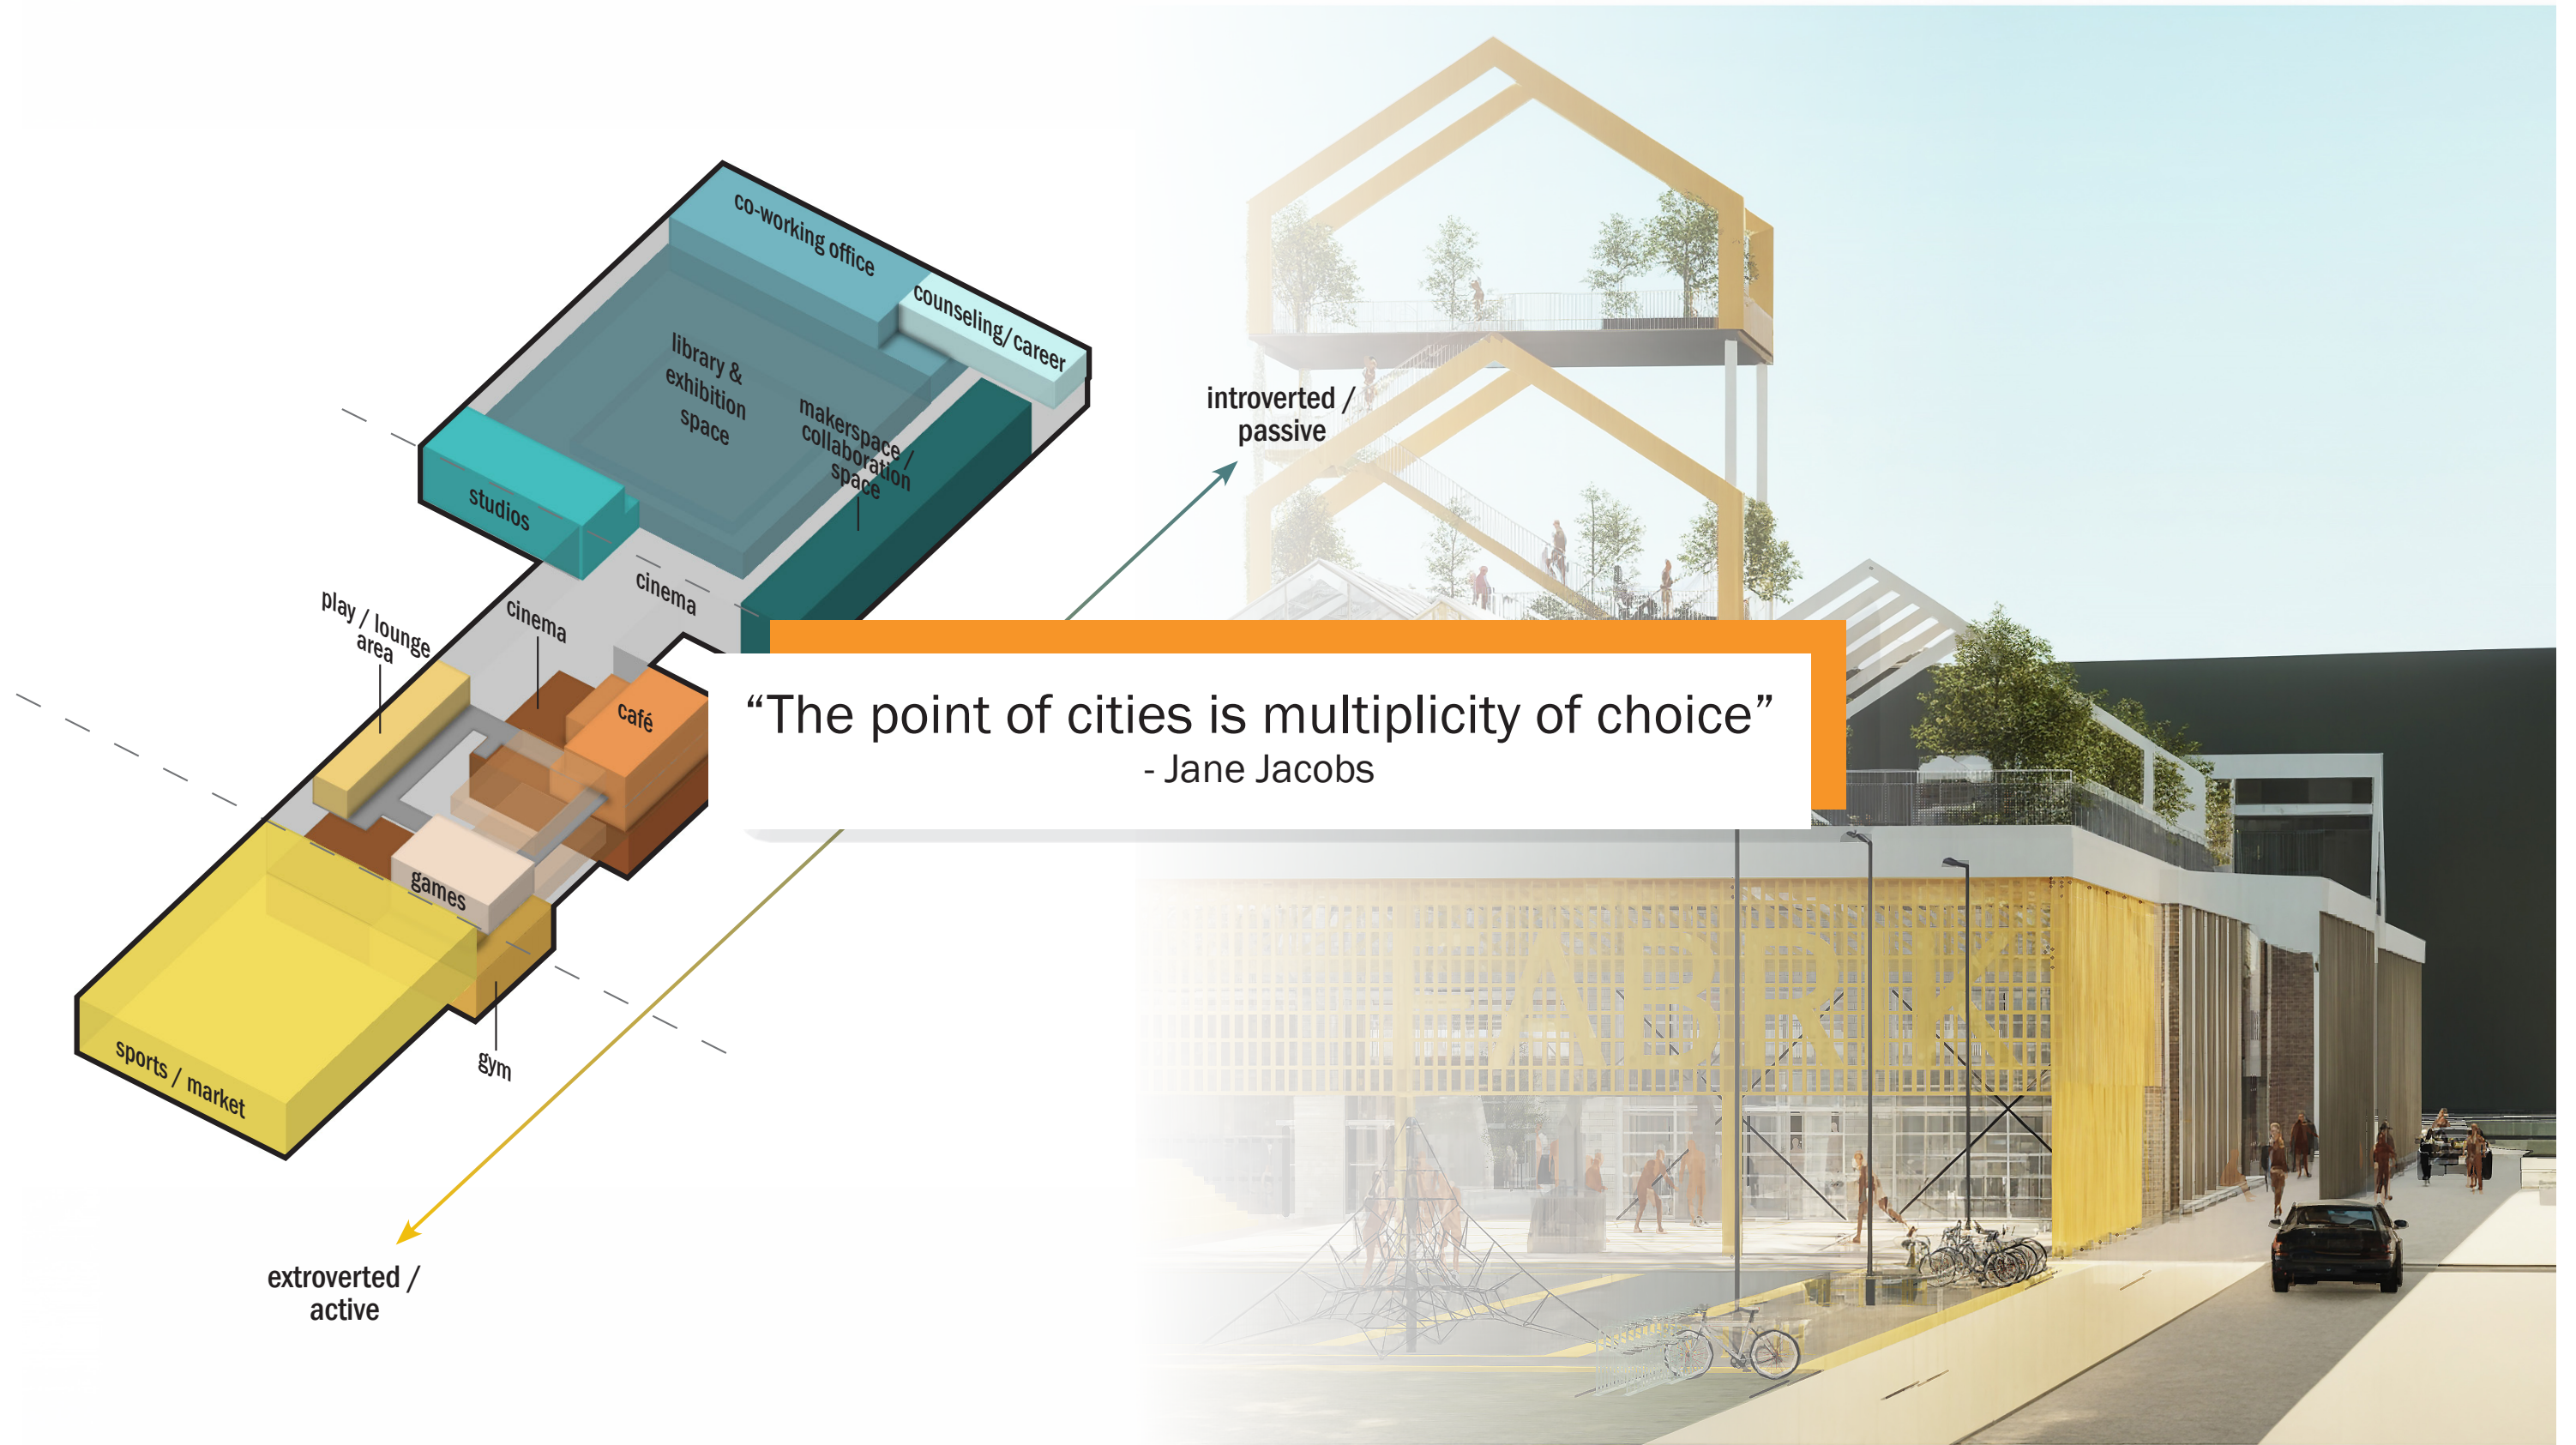 co-working office
counseling/career
library &
exhibition
space
makerspace /
collaboration
space
studios
cinema
cinema
play / lounge
area
café
games
gym
sports / market
introverted /
passive
extroverted /
active
“The point of cities is multiplicity of choice”
- Jane Jacobs
FABRIK